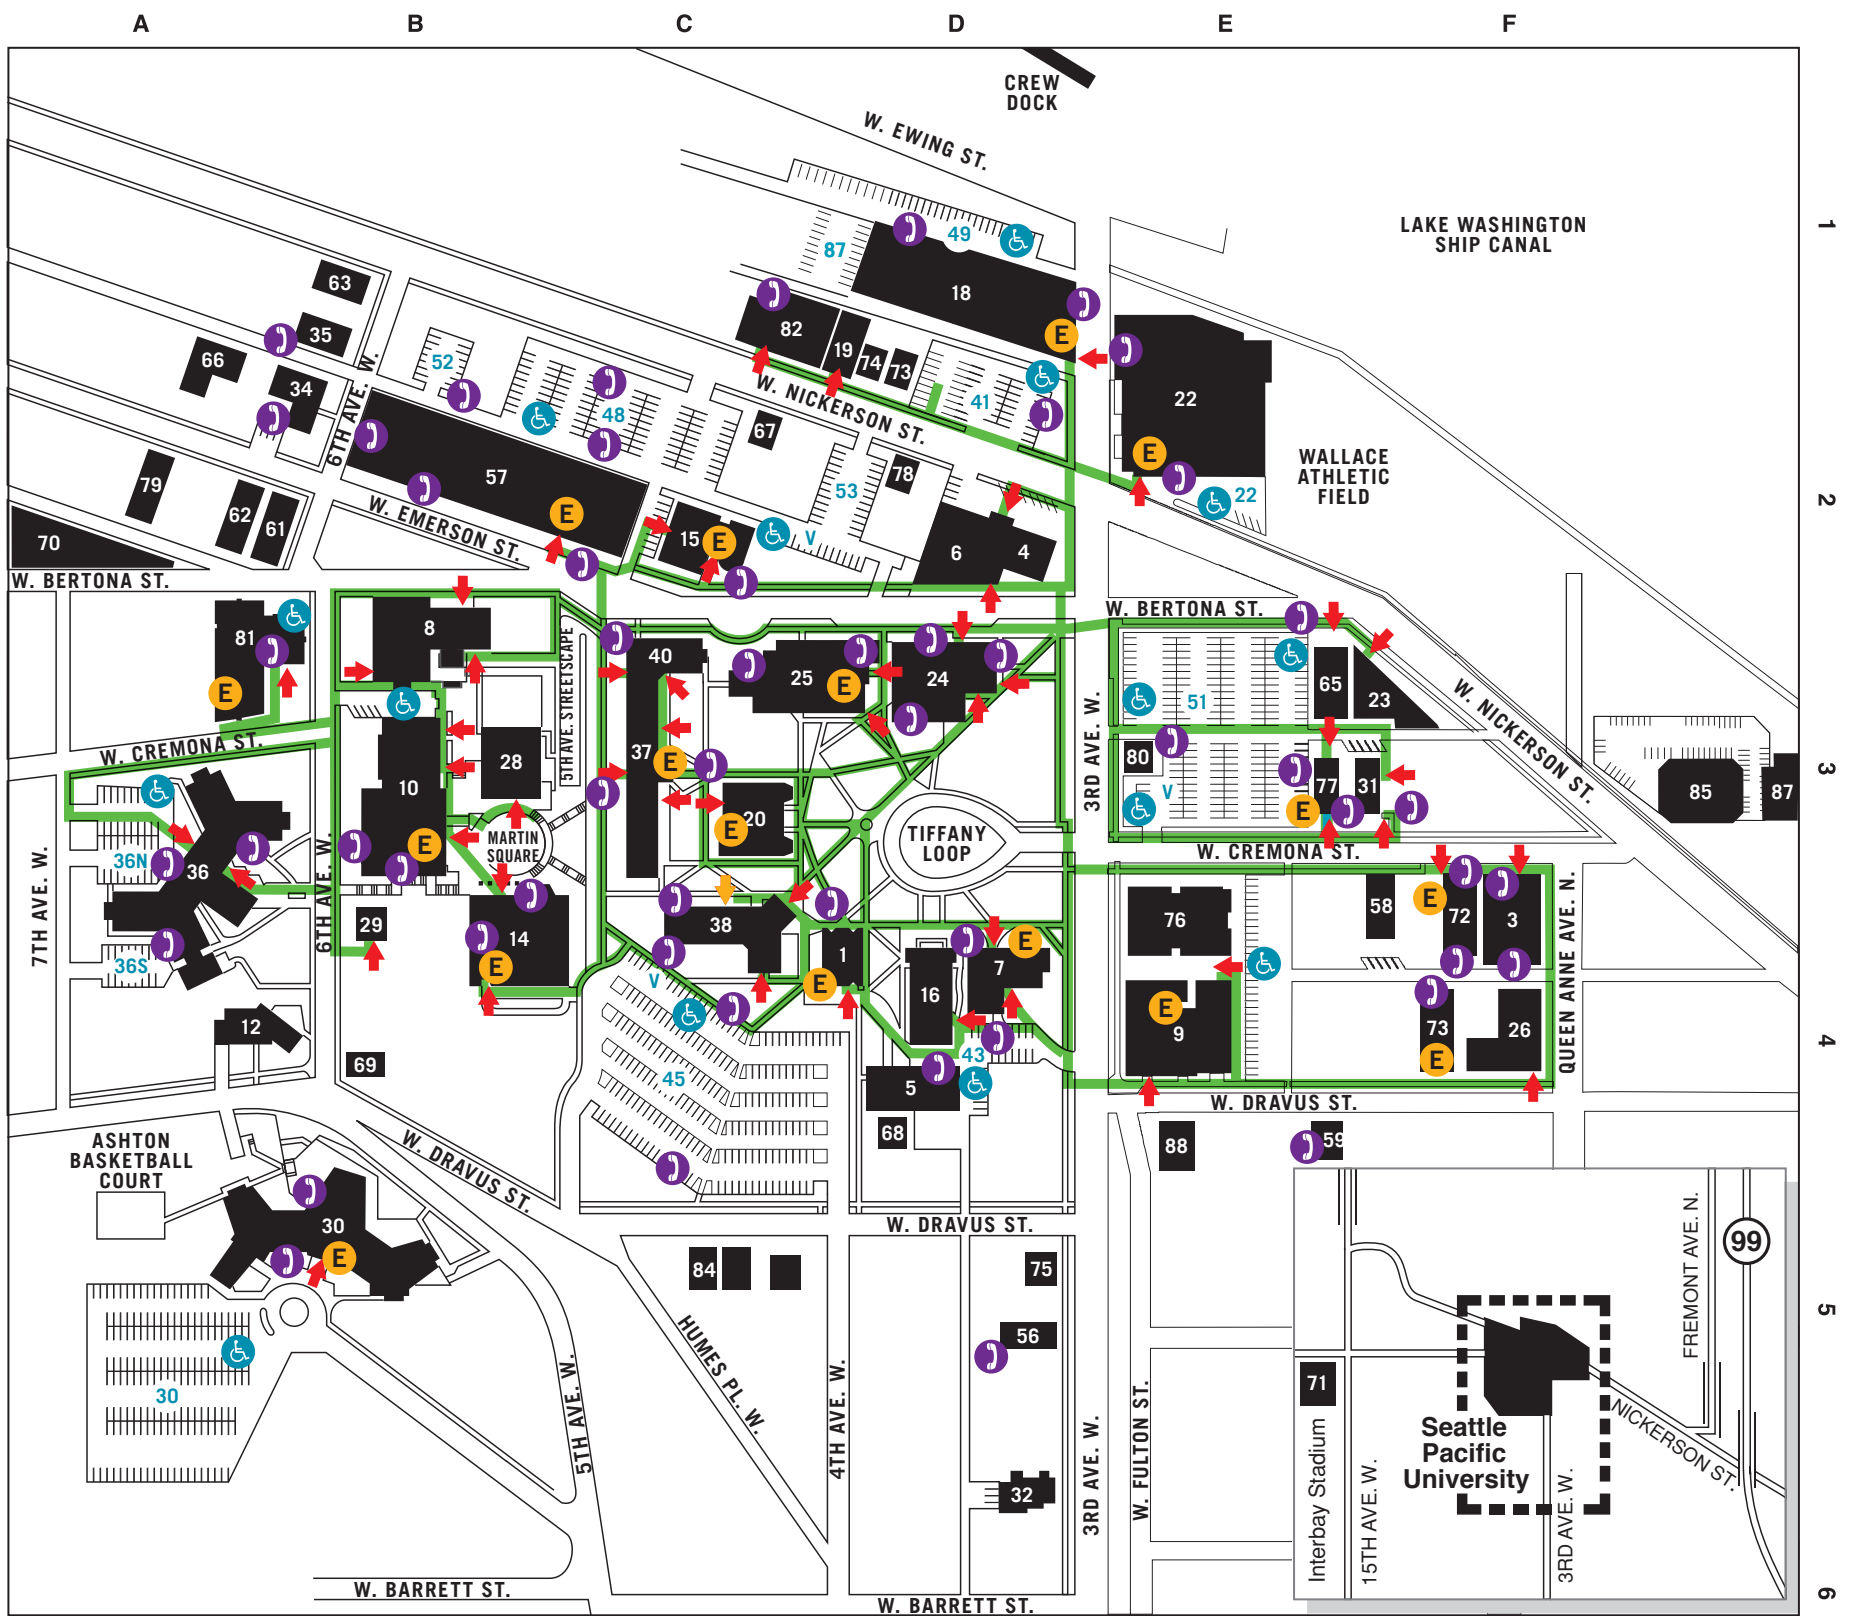 A B C D E F
CREW
DOCK
W. EWING ST.
1
LAKE WASHINGTON
SHIP CANAL
49
87
18
63
82
35
19
74
73
66
52
34
6TH AVE. W.
W. NICKERSON ST.
41
22
48
67
E
57
78
53
E
WALLACE
ATHLETIC
FIELD
79
62
61
22
2
E
W. EMERSON ST.
15
E
V
6
4
70
W. BERTONA ST.
W. BERTONA ST.
81
8
5TH AVE. STREETSCAPE
40
25
24
65
23
E
E
51
W. NICKERSON ST.
3RD AVE. W.
W. CREMONA ST.
28
37
E
80
3
10
77
31
85
87
V
20
E
E
MARTIN
SQUARE
TIFFANY
LOOP
E
W. CREMONA ST.
36N
36
7TH AVE. W.
6TH AVE. W.
QUEEN ANNE AVE. N.
58
E
72
3
76
29
14
38
1
E
7
36S
E
V
E
16
E
9
12
73
26
4
69
43
E
45
5
W. DRAVUS ST.
68
88
59
ASHTON
BASKETBALL
COURT
W. DRAVUS ST.
30
E
W. DRAVUS ST.
84
75
FREMONT AVE. N.
99
56
5
HUMES PL. W.
5TH AVE. W.
4TH AVE. W.
3RD AVE. W.
W. FULTON ST.
30
71
Seattle
Pacific
University
NICKERSON ST.
Interbay Stadium
15TH AVE. W.
3RD AVE. W.
32
W. BARRETT ST.
W. BARRETT ST.
6